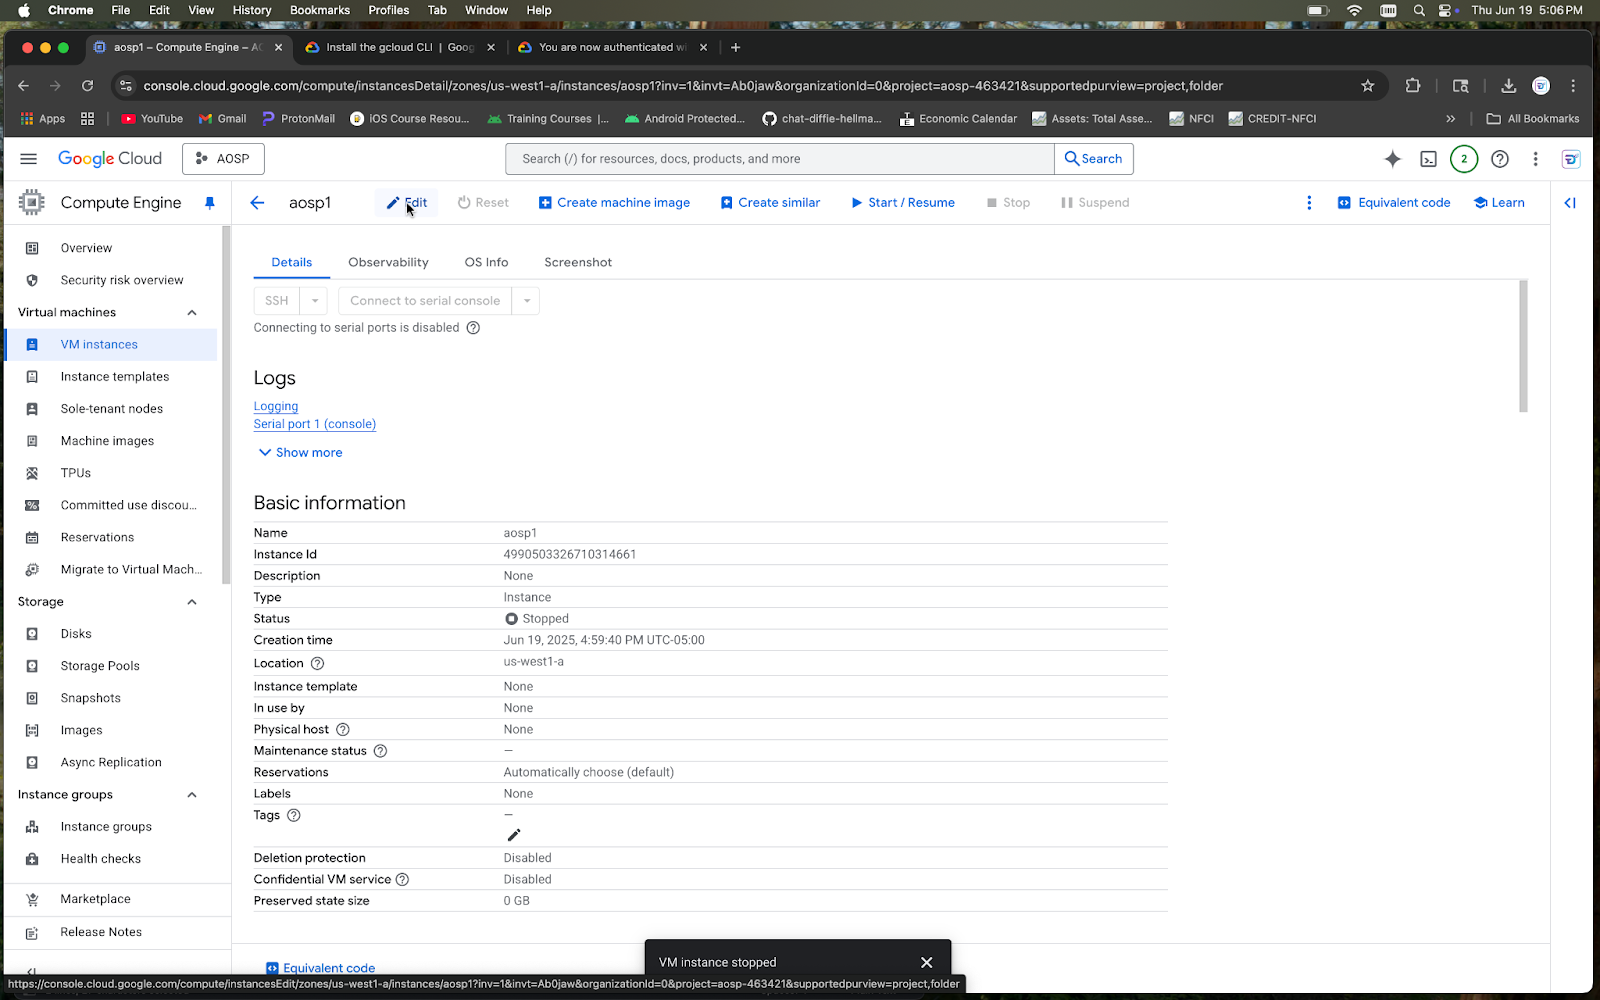 Chrome File Edit View History Bookmarks Profiles Tab Window Help Thu Jun 19 5:06 PM
aosp1 – Compute Engine – AO Install the gcloud CLI | Goog You are now authenticated wi
console.cloud.google.com/compute/instancesDetail/zones/us-west1-a/instances/aosp1?inv=1&invt=Ab0jaw&organizationId=0&project=aosp-463421&supportedpurview=project,folder
Apps YouTube Gmail ProtonMail iOS Course Resou... Training Courses |... Android Protected... chat-diffie-hellma... Economic Calendar Assets: Total Asse... NFCI CREDIT-NFCI » All Bookmarks
Google Cloud AOSP Search (/) for resources, docs, products, and more Search 2
Compute Engine aosp1 Edit Reset Create machine image Create similar Start / Resume Stop Suspend Equivalent code Learn
Overview
Security risk overview
Virtual machines
VM instances
Instance templates
Sole-tenant nodes
Machine images
TPUs
Committed use discou...
Reservations
Migrate to Virtual Mach...
Storage
Disks
Storage Pools
Snapshots
Images
Async Replication
Instance groups
Instance groups
Health checks
Marketplace
Release Notes
Details Observability OS Info Screenshot
SSH Connect to serial console
Connecting to serial ports is disabled
Logs
Logging
Serial port 1 (console)
Show more
Basic information
Name aosp1
Instance Id 4990503326710314661
Description None
Type Instance
Status Stopped
Creation time Jun 19, 2025, 4:59:40 PM UTC-05:00
Location us-west1-a
Instance template None
In use by None
Physical host None
Maintenance status —
Reservations Automatically choose (default)
Labels None
Tags —
Deletion protection Disabled
Confidential VM service Disabled
Preserved state size 0 GB
Equivalent code
VM instance stopped
https://console.cloud.google.com/compute/instancesEdit/zones/us-west1-a/instances/aosp1?inv=1&invt=Ab0jaw&organizationId=0&project=aosp-463421&supportedpurview=project,folder